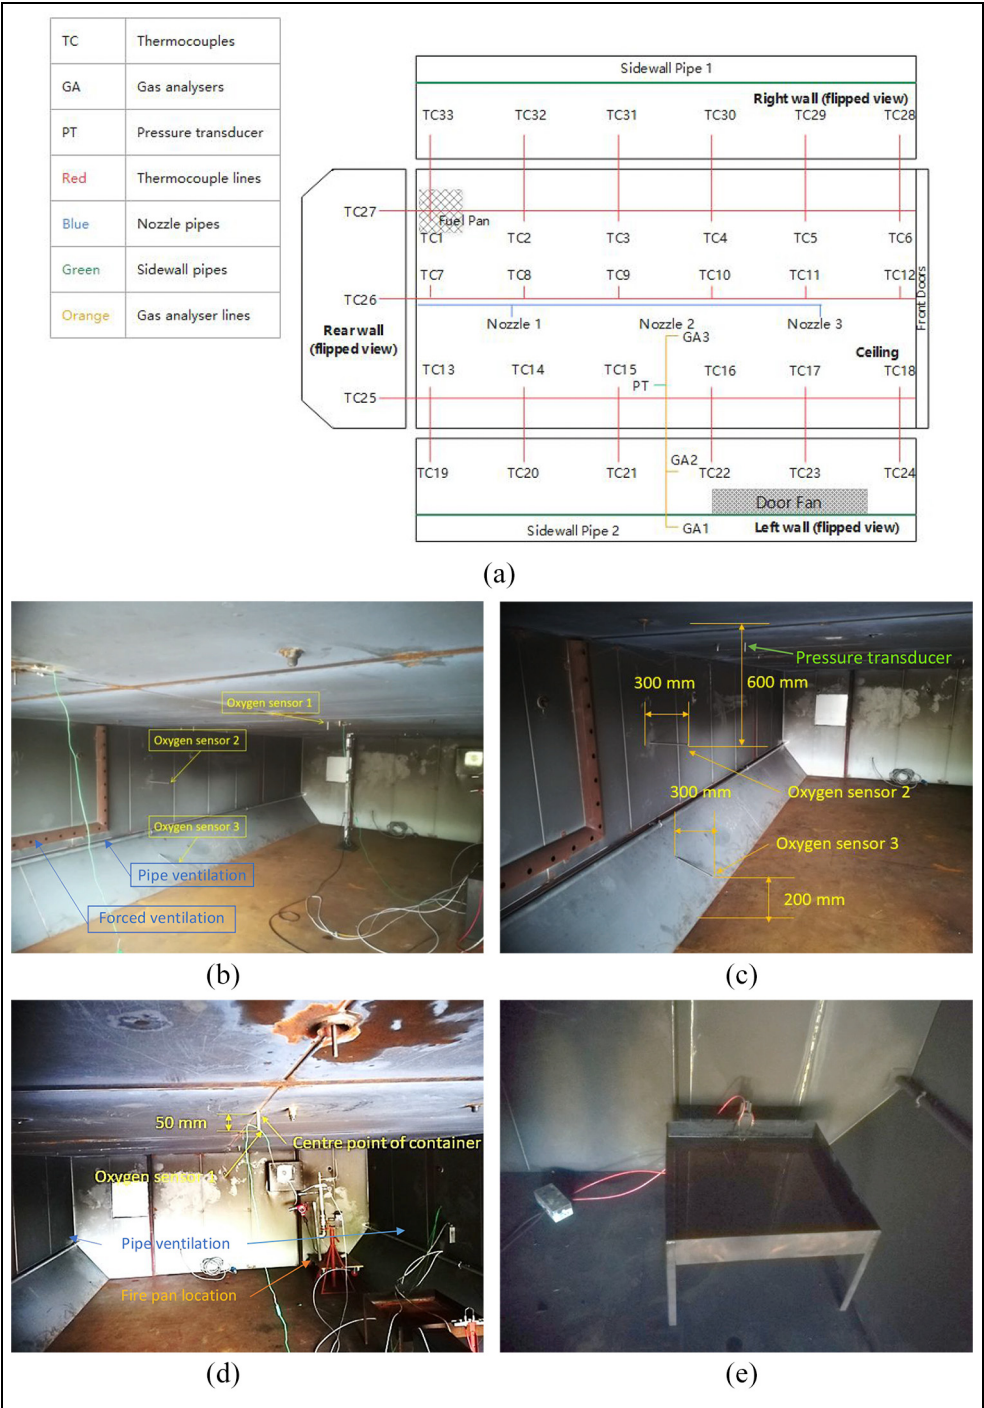 TC Thermocouples
GA Gas analysers
PT Pressure transducer
Red Thermocouple lines
Blue Nozzle pipes
Green Sidewall pipes
Orange Gas analyser lines
Sidewall Pipe 1
Right wall (flipped view)
TC33 TC32 TC31 TC30 TC29 TC28
TC27
Fuel Pan
TC1 TC2 TC3 TC4 TC5 TC6
TC7 TC8 TC9 TC10 TC11 TC12
TC26
Front Doors
Nozzle 1 Nozzle 2 Nozzle 3
Rear wall
(flipped view)
GA3
Ceiling
TC13 TC14 TC15 TC16 TC17 TC18
PT
TC25
GA2
TC19 TC20 TC21 TC22 TC23 TC24
Door Fan
Sidewall Pipe 2
GA1
Left wall (flipped view)
(a)
Oxygen sensor 1
Oxygen sensor 2
Oxygen sensor 3
Pipe ventilation
Forced ventilation
(b)
Pressure transducer
300 mm
600 mm
Oxygen sensor 2
300 mm
Oxygen sensor 3
200 mm
(c)
50 mm
Centre point of container
Oxygen sensor 1
Pipe ventilation
Fire pan location
(d)
(e)